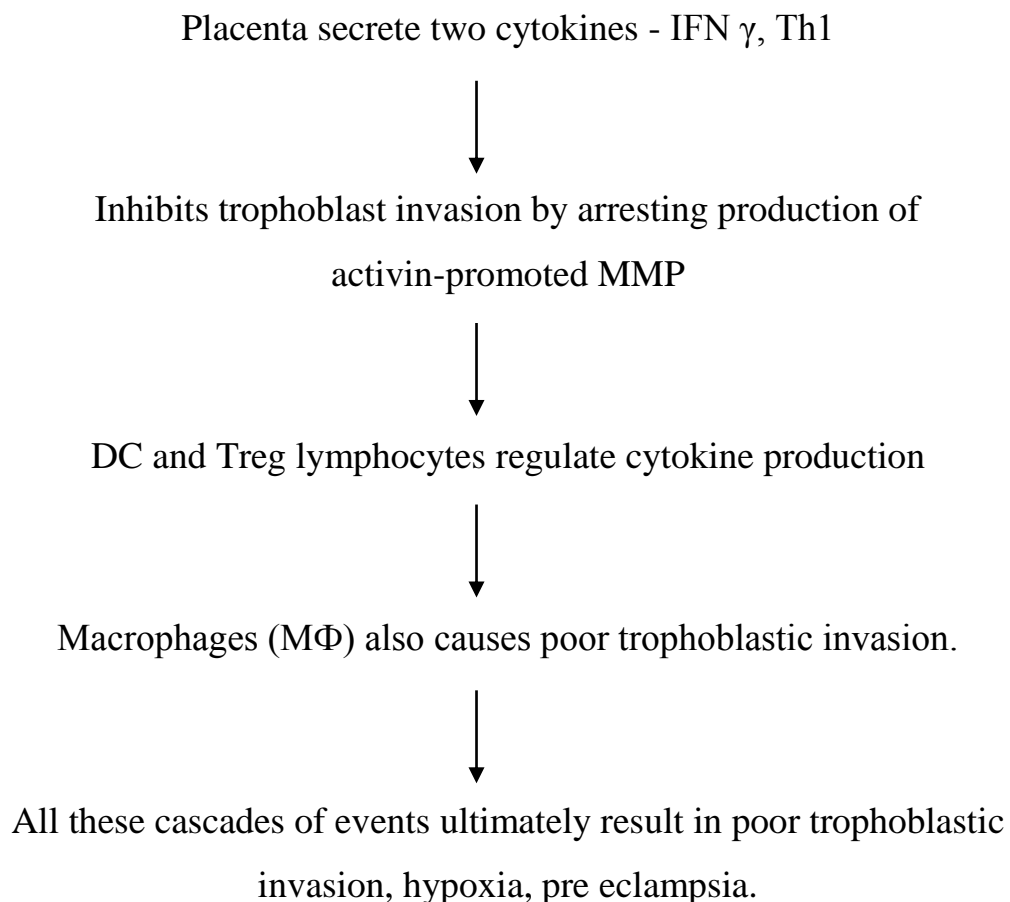 Placenta secrete two cytokines - IFN γ, Th1
Inhibits trophoblast invasion by arresting production of
activin-promoted MMP
DC and Treg lymphocytes regulate cytokine production
Macrophages (MΦ) also causes poor trophoblastic invasion.
All these cascades of events ultimately result in poor trophoblastic
invasion, hypoxia, pre eclampsia.